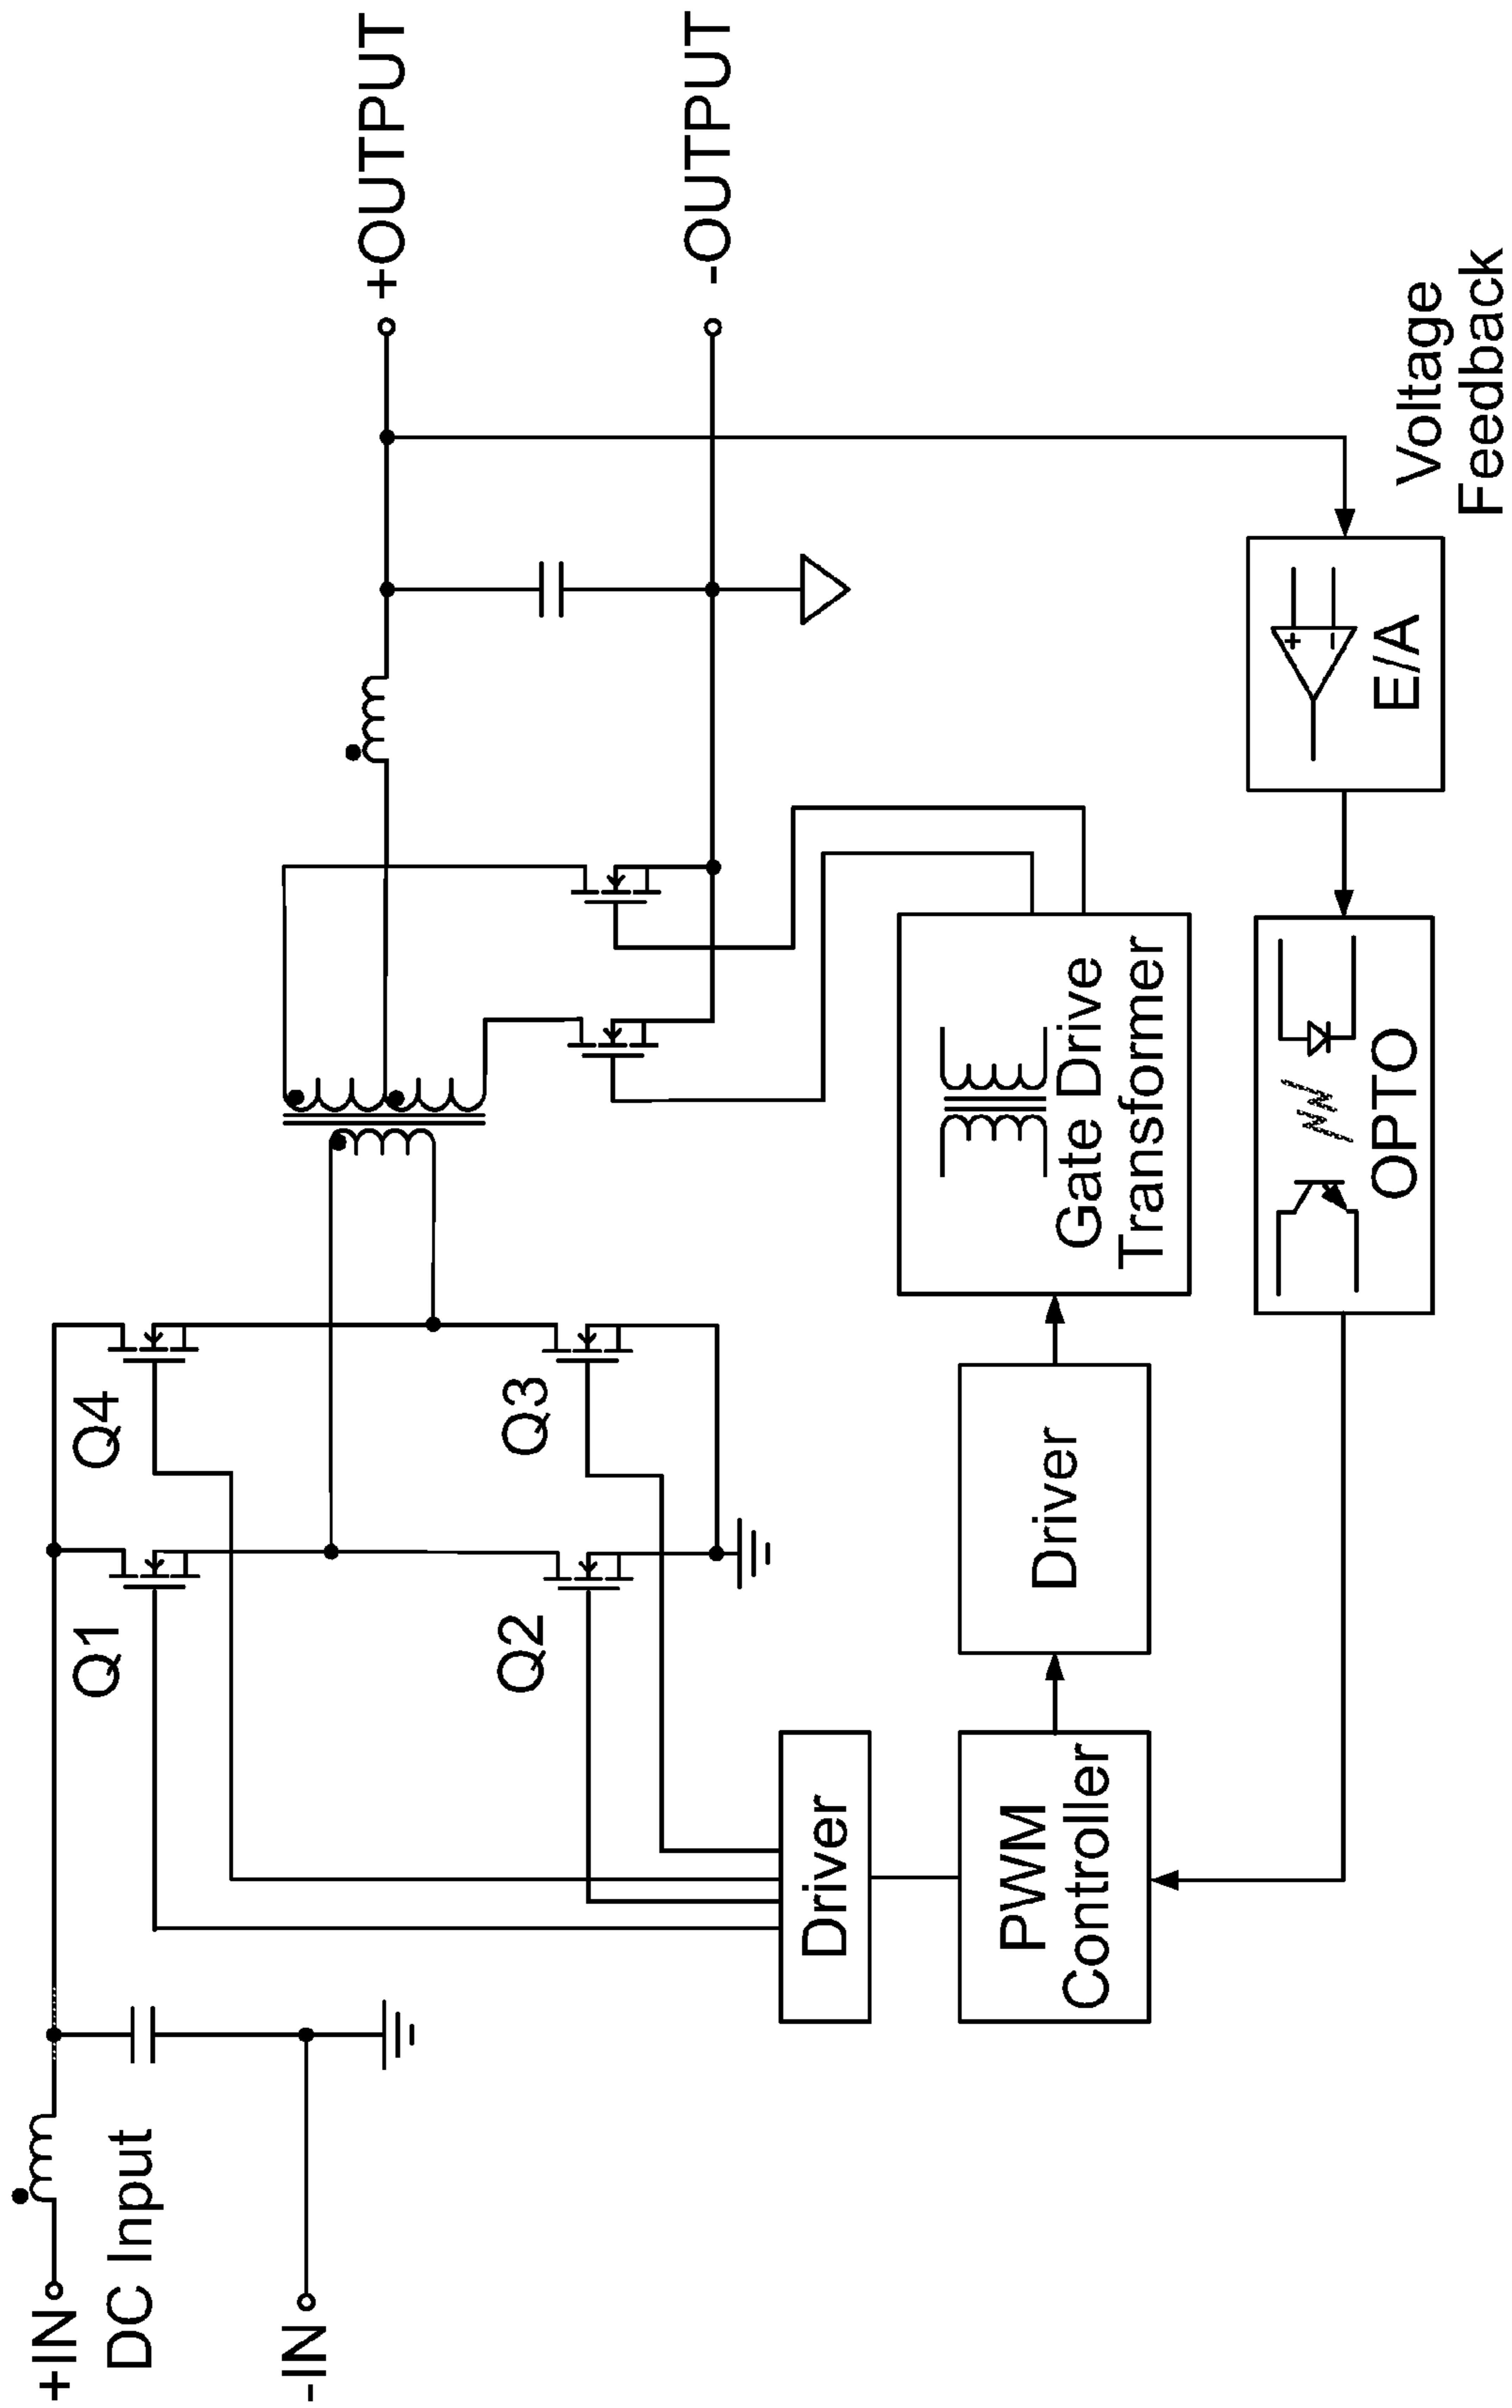 +IN
DC Input
-IN
Q1
Q4
Q2
Q3
+OUTPUT
-OUTPUT
Driver
PWM
Controller
Driver
Gate Drive
Transformer
OPTO
+
−
E/A
Voltage
Feedback